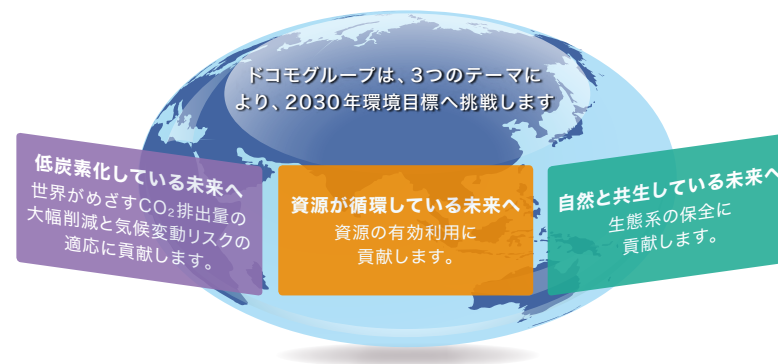 ドコモグループは、3つのテーマに
より、2030年環境目標へ挑戦します
低炭素化している未来へ
世界がめざすCO₂排出量の
大幅削減と気候変動リスクの
適応に貢献します。
資源が循環している未来へ
資源の有効利用に
貢献します。
自然と共生している未来へ
生態系の保全に
貢献します。